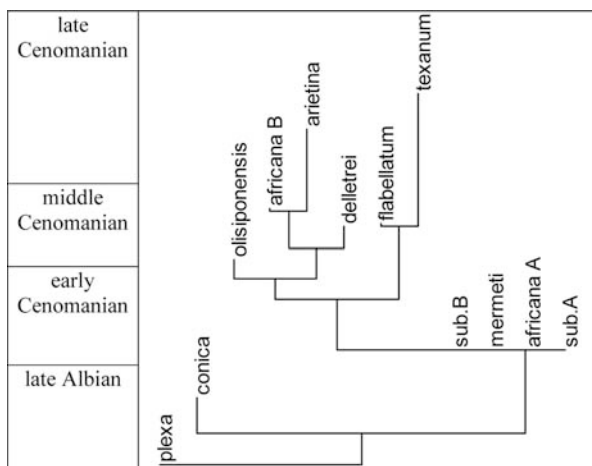 late
Cenomanian
middle
Cenomanian
early
Cenomanian
late Albian
plexa
conica
olisiponensis
africana B
arietina
delletrei
flabellatum
texanum
sub.B
mermeti
africana A
sub.A